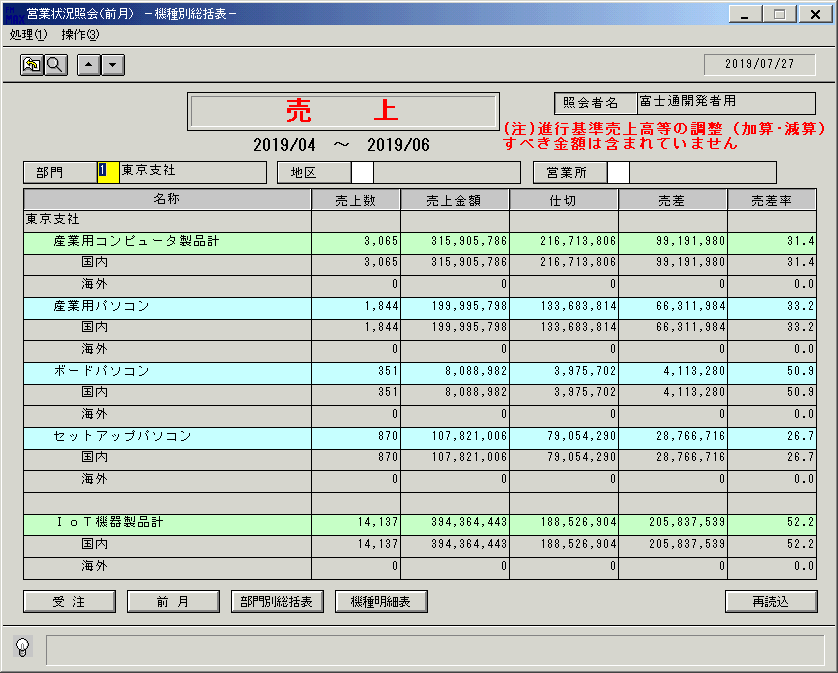 営業状況照会(前月) －機種別総括表－
処理(1) 操作(3)
2019/07/27
売 上
照会者名 富士通開発者用
2019/04 ～ 2019/06
(注)進行基準売上高等の調整（加算・減算）
すべき金額は含まれていません
部門 1 東京支社 地区 営業所
名称 売上数 売上金額 仕切 売差 売差率
東京支社
産業用コンピュータ製品計 3,065 315,905,786 216,713,806 99,191,980 31.4
国内 3,065 315,905,786 216,713,806 99,191,980 31.4
海外 0 0 0 0 0.0
産業用パソコン 1,844 199,995,798 133,683,814 66,311,984 33.2
国内 1,844 199,995,798 133,683,814 66,311,984 33.2
海外 0 0 0 0 0.0
ボードパソコン 351 8,088,982 3,975,702 4,113,280 50.9
国内 351 8,088,982 3,975,702 4,113,280 50.9
海外 0 0 0 0 0.0
セットアップパソコン 870 107,821,006 79,054,290 28,766,716 26.7
国内 870 107,821,006 79,054,290 28,766,716 26.7
海外 0 0 0 0 0.0
ＩｏＴ機器製品計 14,137 394,364,443 188,526,904 205,837,539 52.2
国内 14,137 394,364,443 188,526,904 205,837,539 52.2
海外 0 0 0 0 0.0
受 注 前 月 部門別総括表 機種明細表 再読込